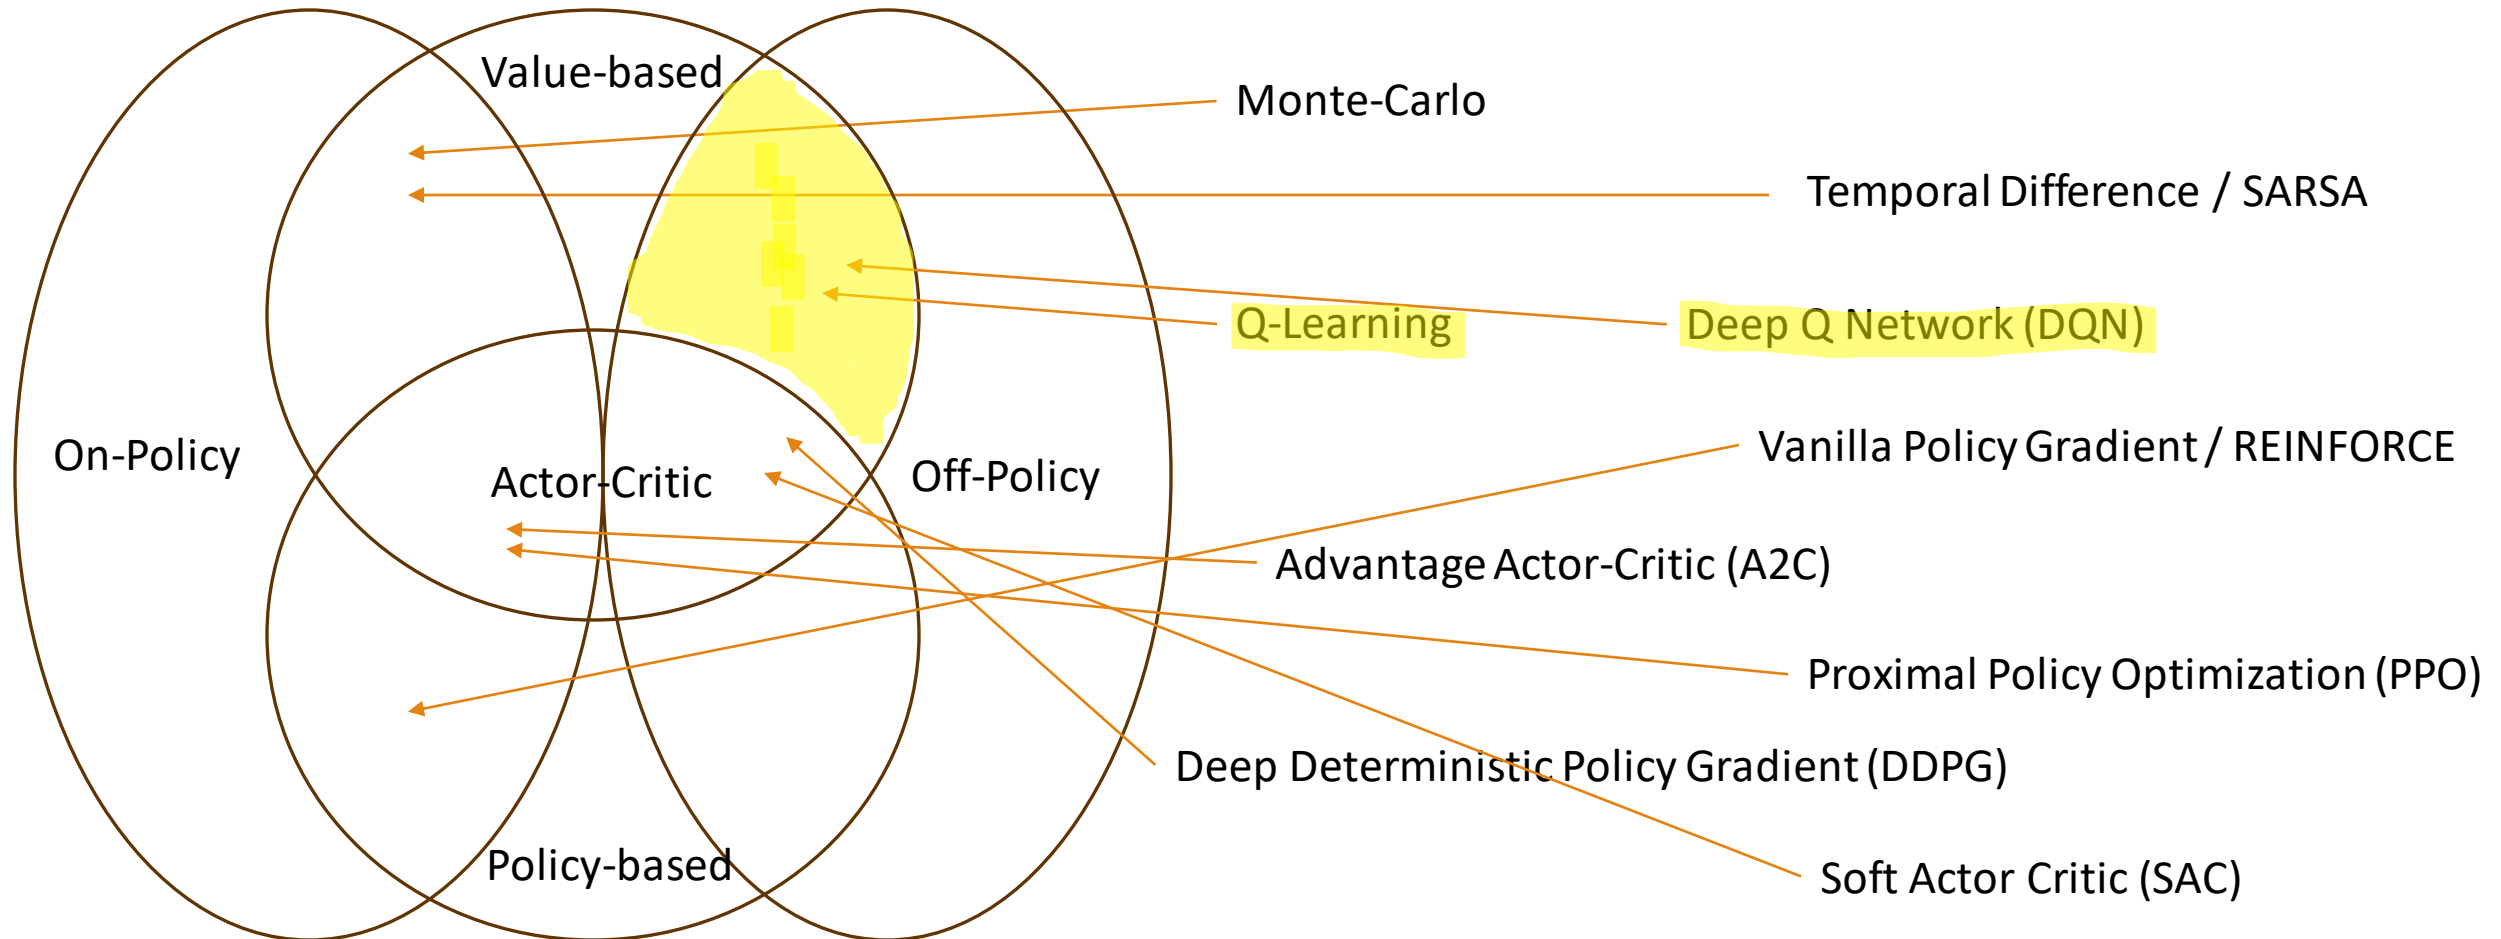 Value-based
Monte-Carlo
Temporal Difference / SARSA
Q-Learning
Deep Q Network (DQN)
On-Policy
Actor-Critic
Off-Policy
Vanilla Policy Gradient / REINFORCE
Advantage Actor-Critic (A2C)
Proximal Policy Optimization (PPO)
Deep Deterministic Policy Gradient (DDPG)
Policy-based
Soft Actor Critic (SAC)